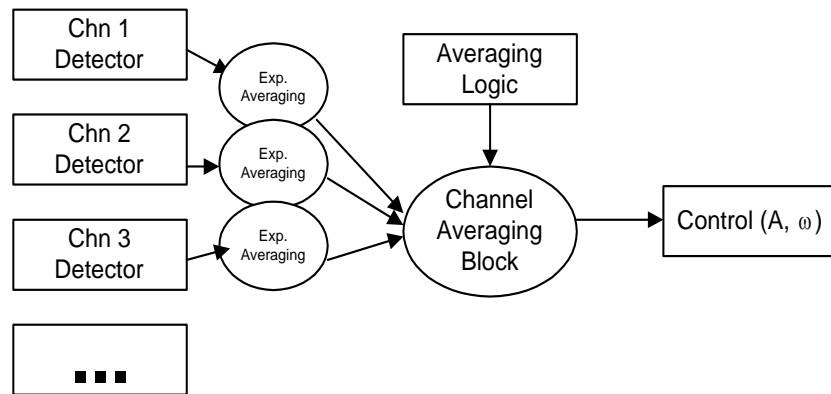 Chn 1
Detector
Exp.
Averaging
Averaging
Logic
Chn 2
Detector
Exp.
Averaging
Channel
Averaging
Block
Control (A, ω)
Chn 3
Detector
Exp.
Averaging
...